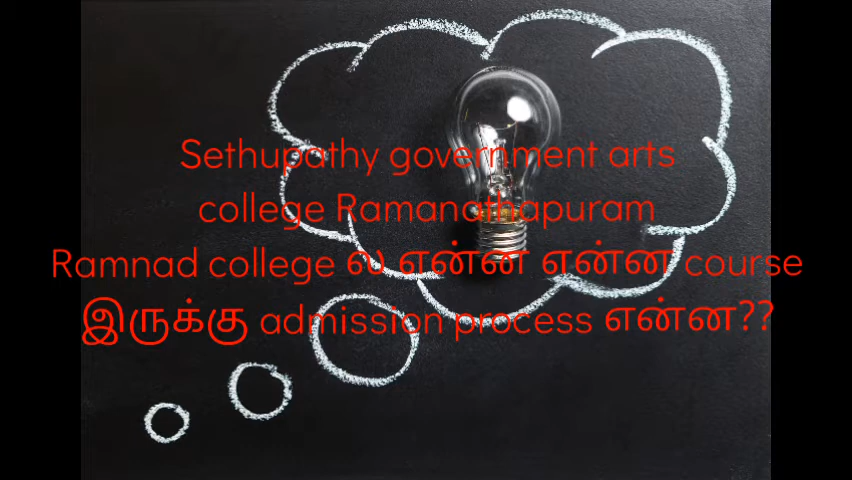 Sethupathy government arts
college Ramanathapuram
Ramnad college ல என்ன என்ன course
இருக்கு admission process என்ன??